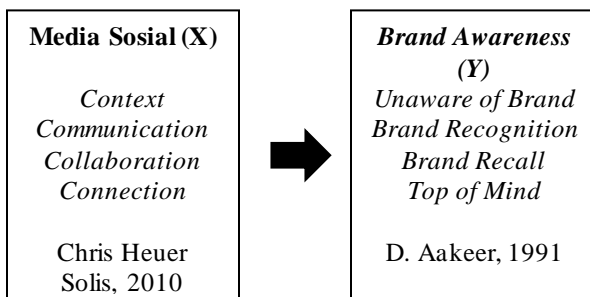 Media Sosial (X)
Context
Communication
Collaboration
Connection
Chris Heuer
Solis, 2010
Brand Awareness
(Y)
Unaware of Brand
Brand Recognition
Brand Recall
Top of Mind
D. Aakeer, 1991